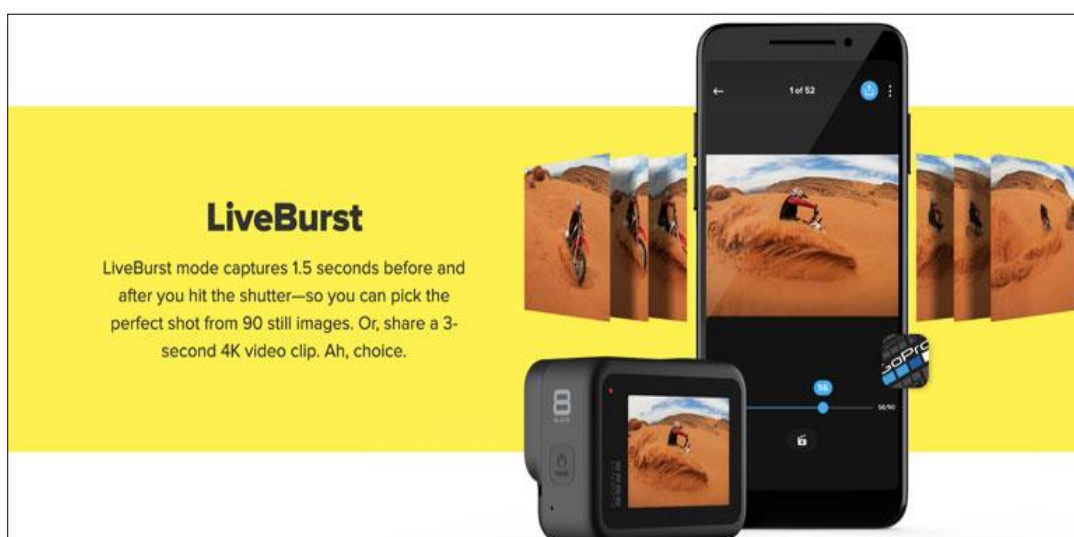 1 of 52
LiveBurst
LiveBurst mode captures 1.5 seconds before and
after you hit the shutter—so you can pick the
perfect shot from 90 still images. Or, share a 3-
second 4K video clip. Ah, choice.
GoPro
56
56/90
8
BLACK